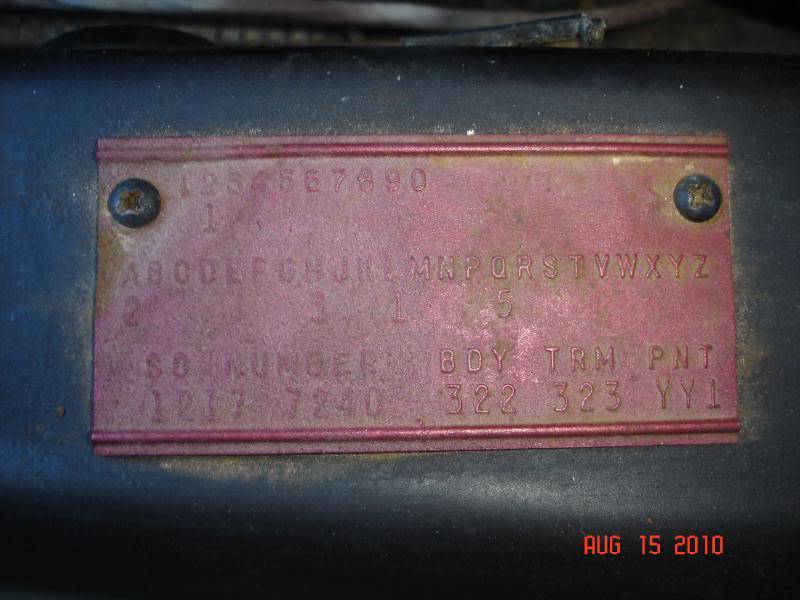 1234567890
1
ABCDEFGHJKLMNPQRSTVWXYZ
2 3 1 5
SO NUMBER BDY TRM PNT
1217 7240 322 323 YY1
AUG 15 2010